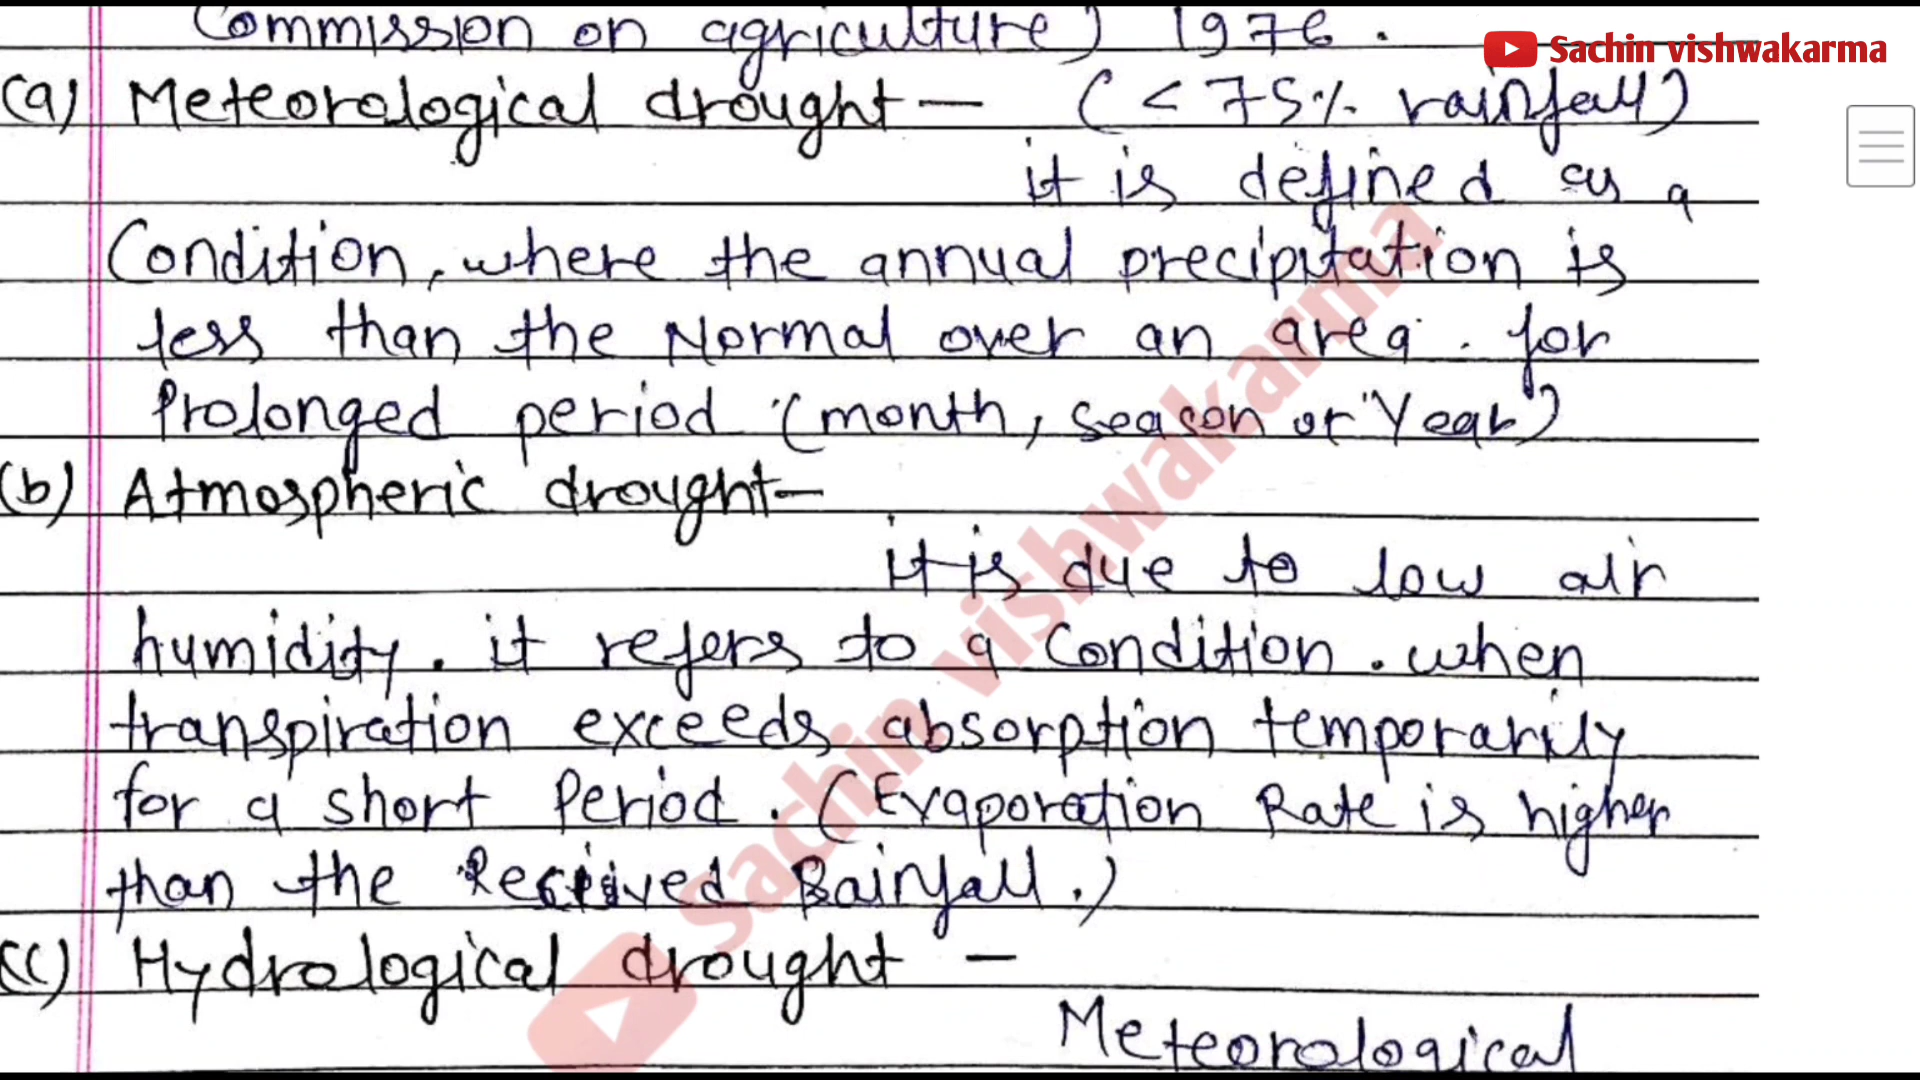 Commission on agriculture) 1976.
Sachin vishwakarma
(a) Meteorological drought — (<75% rainfall)
it is defined as a
Condition, where the annual precipitation is
less than the Normal over an area. for
Prolonged period (month, season or Year)
(b) Atmospheric drought—
it is due to low air
humidity. it refers to a Condition. when
transpiration exceeds absorption temporarily
for a short Period. (Evaporation Rate is higher
than the Received Rainfall.)
(c) Hydrological drought —
Meteorological
Sachin vishwakarma